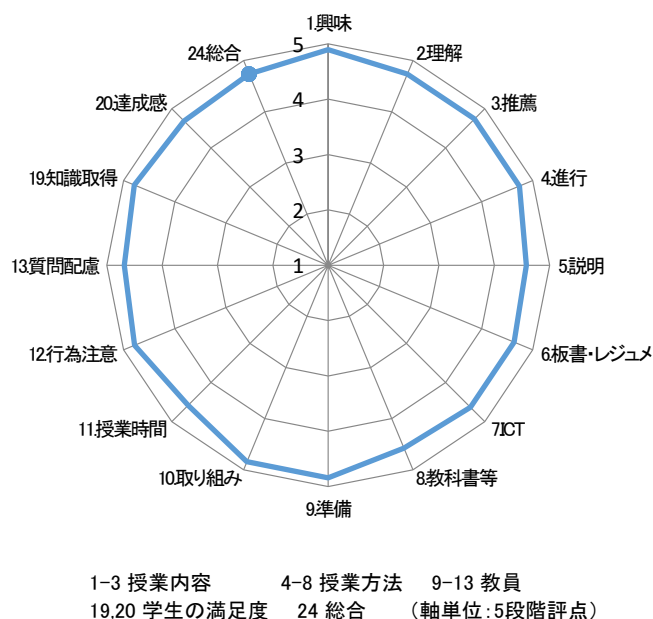 1.興味
2.理解
3.推薦
4.進行
5.説明
6.板書・レジュメ
7.ICT
8.教科書等
9.準備
10.取り組み
11.授業時間
12.行為注意
13.質問配慮
19.知識取得
20.達成感
24.総合
5
4
3
2
1
1-3 授業内容 4-8 授業方法 9-13 教員
19,20 学生の満足度 24 総合 (軸単位:5段階評点)